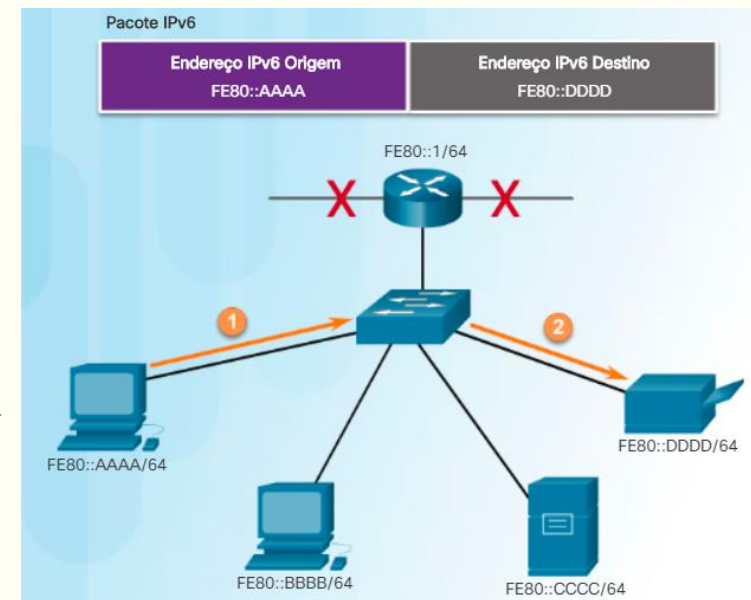 Pacote IPv6
Endereço IPv6 Origem
FE80::AAAA
Endereço IPv6 Destino
FE80::DDDD
FE80::1/64
X
X
1
2
FE80::AAAA/64
FE80::DDDD/64
FE80::BBBB/64
FE80::CCCC/64